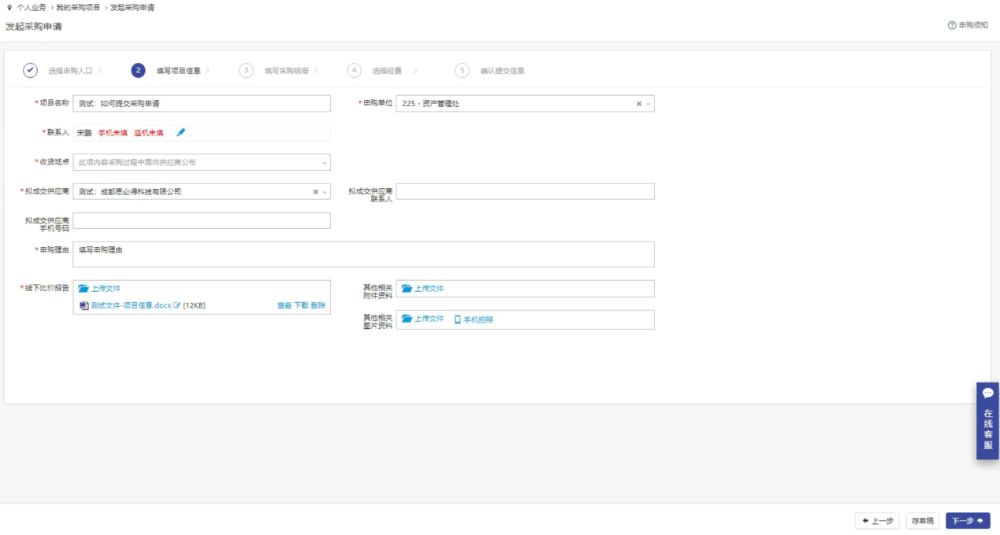 个人业务 > 我的采购项目 > 发起采购申请
发起采购申请
申购须知
选择申购入口
2 填写项目信息
3 填写采购明细
4 选择经费
5 确认提交信息
*项目名称 测试：如何提交采购申请
*申购单位 225 - 资产管理处
*联系人 宋鹏 手机未填 座机未填
*收货地点 此项内容采购过程中需向供应商公布
*拟成交供应商 测试：成都思必得科技有限公司
拟成交供应商
联系人
拟成交供应商
手机号码
*申购理由 填写申购理由
*线下比价报告 上传文件
测试文件-项目信息.docx [12KB] 查看 下载 删除
其他相关
附件资料
上传文件
其他相关
图片资料
上传文件 手机拍照
在线客服
上一步 存草稿 下一步